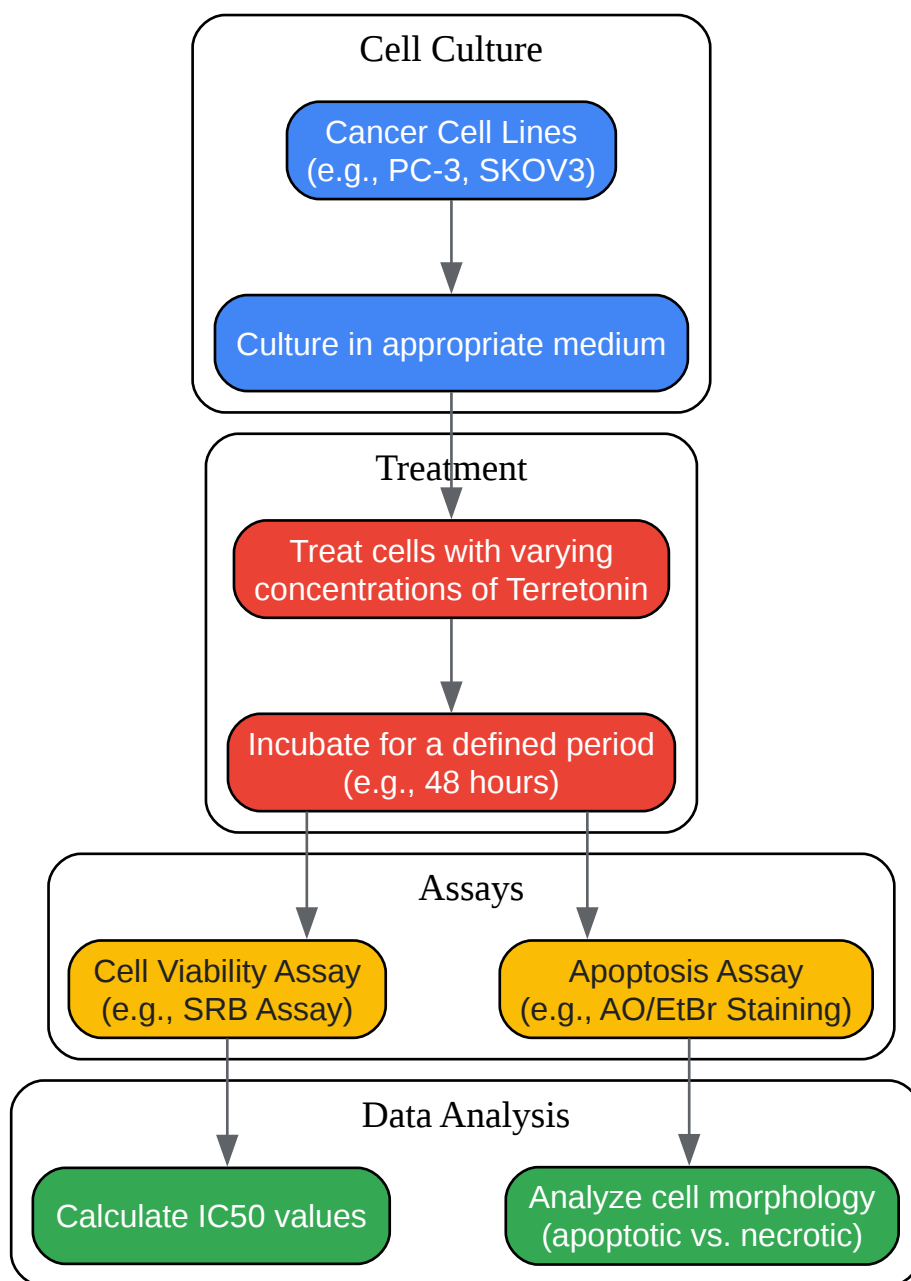 Cell Culture
Cancer Cell Lines
(e.g., PC-3, SKOV3)
Culture in appropriate medium
Treatment
Treat cells with varying
concentrations of Terretonin
Incubate for a defined period
(e.g., 48 hours)
Assays
Cell Viability Assay
(e.g., SRB Assay)
Apoptosis Assay
(e.g., AO/EtBr Staining)
Data Analysis
Calculate IC50 values
Analyze cell morphology
(apoptotic vs. necrotic)